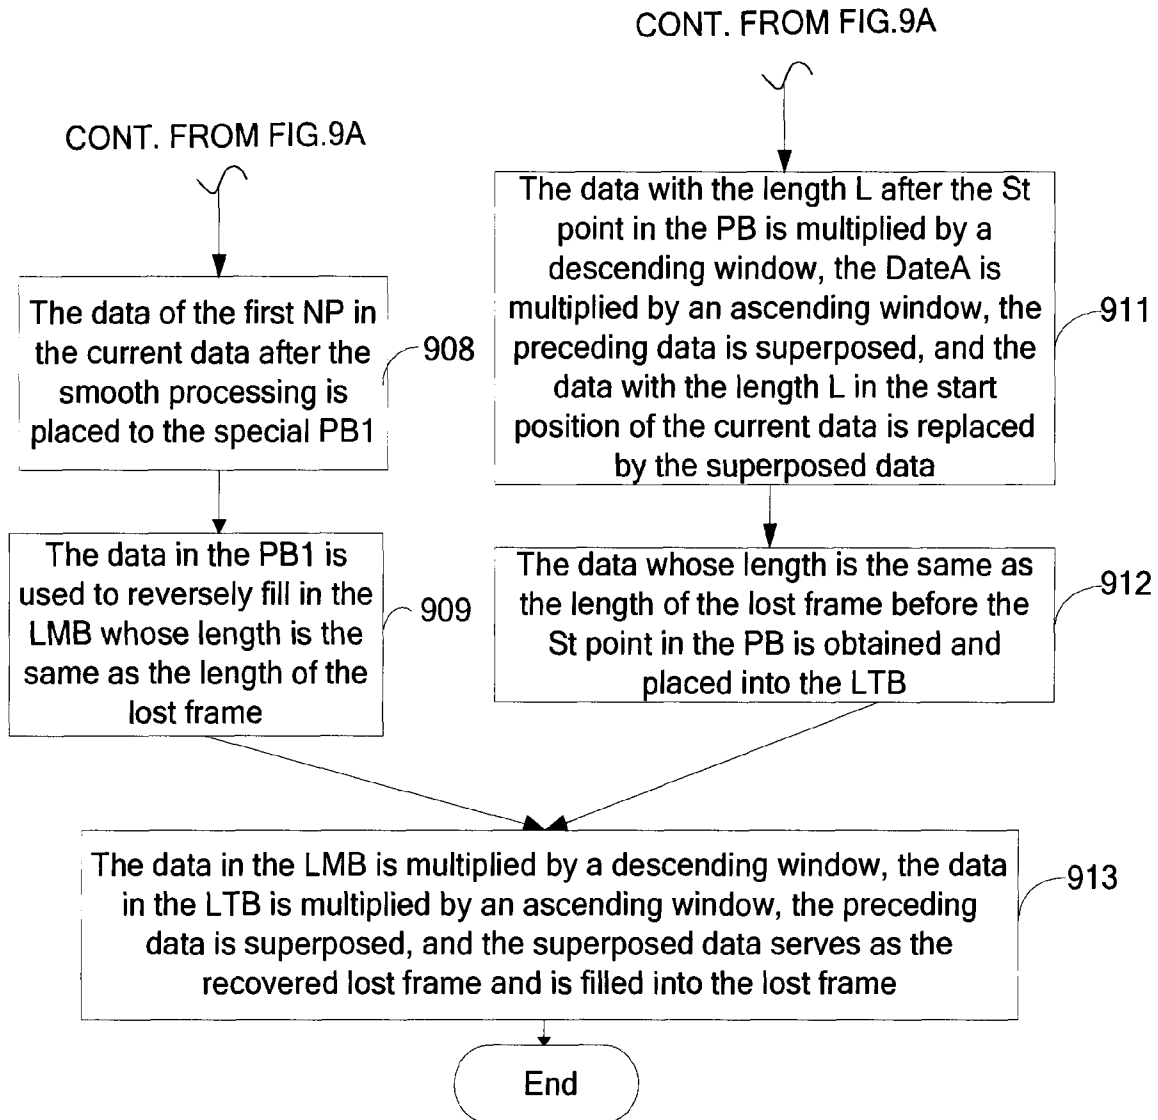 CONT. FROM FIG.9A
CONT. FROM FIG.9A
The data of the first NP in
the current data after the
smooth processing is
placed to the special PB1
908
The data in the PB1 is
used to reversely fill in the
LMB whose length is the
same as the length of the
lost frame
909
The data with the length L after the St
point in the PB is multiplied by a
descending window, the DateA is
multiplied by an ascending window, the
preceding data is superposed, and the
data with the length L in the start
position of the current data is replaced
by the superposed data
911
The data whose length is the same as
the length of the lost frame before the
St point in the PB is obtained and
placed into the LTB
912
The data in the LMB is multiplied by a descending window, the data
in the LTB is multiplied by an ascending window, the preceding
data is superposed, and the superposed data serves as the
recovered lost frame and is filled into the lost frame
913
End